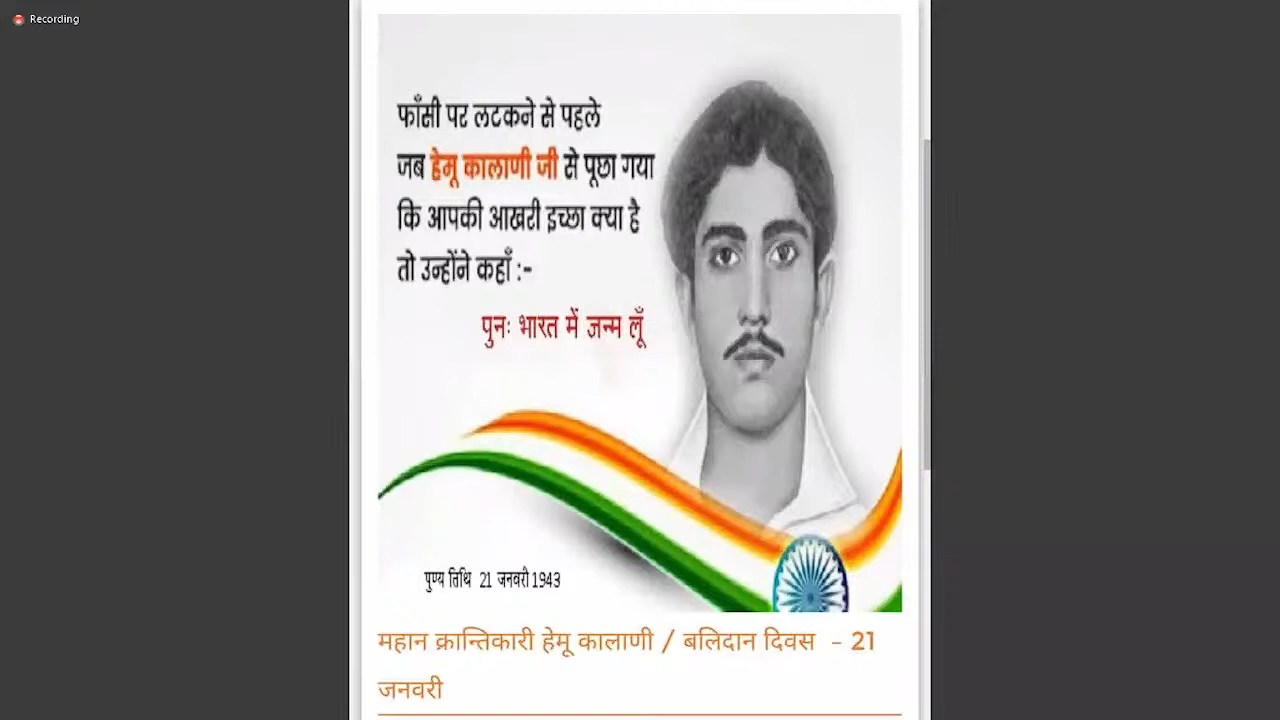 Recording
फाँसी पर लटकने से पहले
जब हेमू कालाणी जी से पूछा गया
कि आपकी आखरी इच्छा क्या है
तो उन्होंने कहाँ :-
पुनः भारत में जन्म लूँ
पुण्य तिथि 21 जनवरी 1943
महान क्रान्तिकारी हेमू कालाणी / बलिदान दिवस – 21
जनवरी